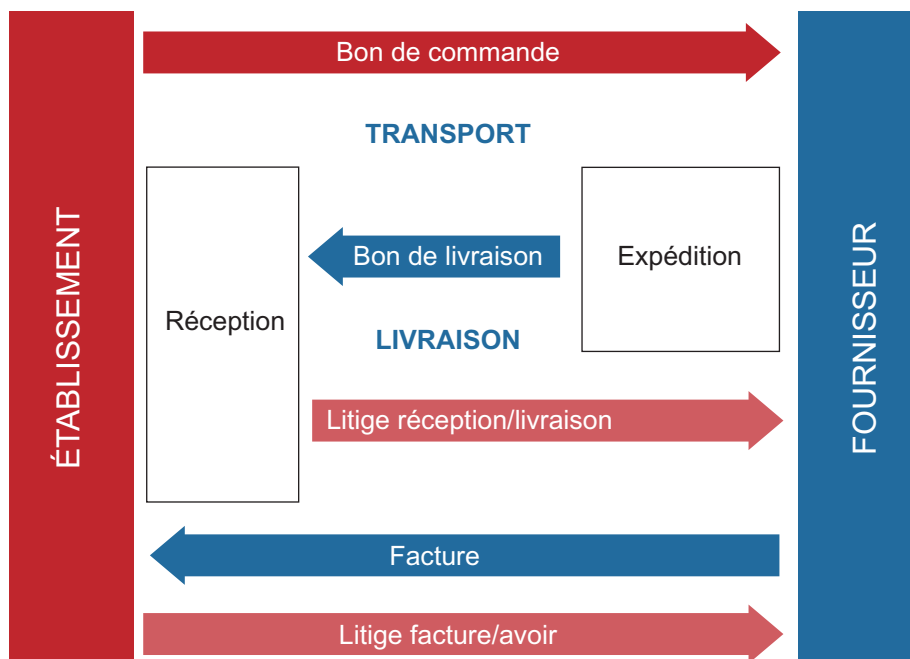 ÉTABLISSEMENT
Bon de commande
TRANSPORT
Bon de livraison
Expédition
Réception
LIVRAISON
Litige réception/livraison
Facture
Litige facture/avoir
FOURNISSEUR